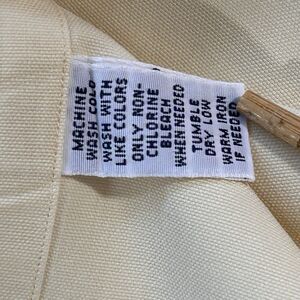 MACHINE
WASH COLD
WASH WITH
LIKE COLORS
ONLY NON-
CHLORINE
BLEACH
WHEN NEEDED
TUMBLE
DRY LOW
WARM IRON
IF NEEDED